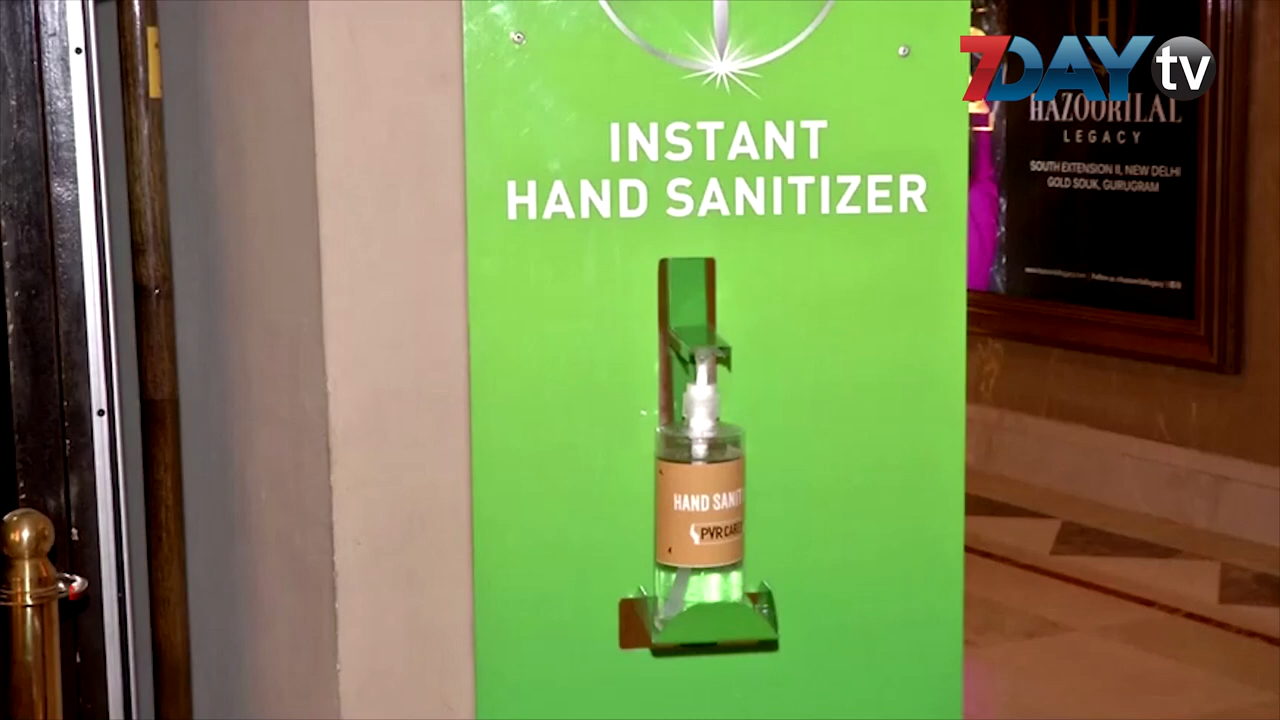 7DAY tv
INSTANT
HAND SANITIZER
HAZOORILAL
LEGACY
SOUTH EXTENSION II, NEW DELHI
GOLD SOUK, GURUGRAM
HAND SANIT
PVR CARE